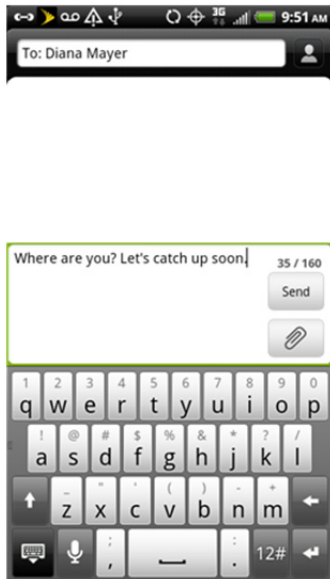 3G 9:51 AM
To: Diana Mayer
Where are you? Let's catch up soon.
35 / 160
Send
1 2 3 4 5 6 7 8 9 0
q w e r t y u i o p
! @ # $ % & * ? /
a s d f g h j k l
_ " ' ( ) - +
z x c v b n m
; :
, . 12#